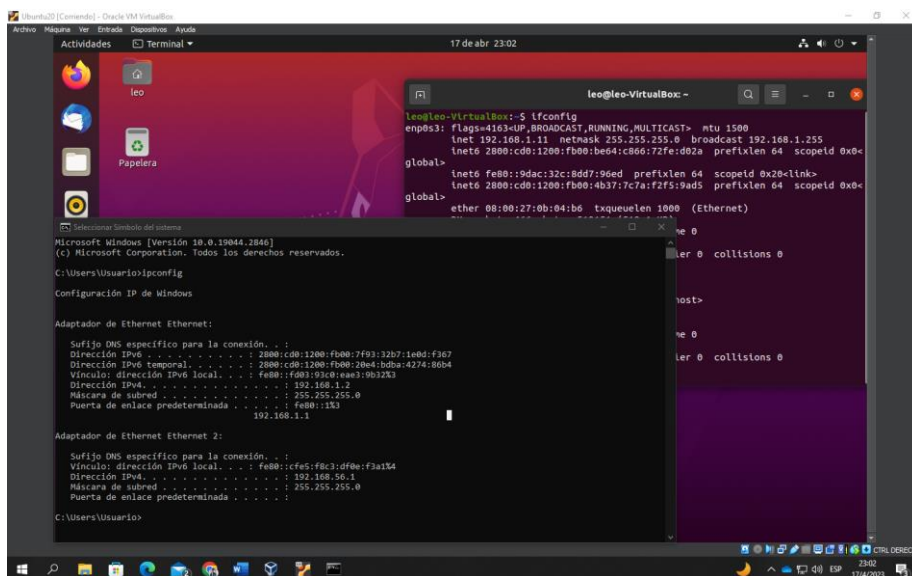 Ubuntu20 [Corriendo] - Oracle VM VirtualBox
Archivo Máquina Ver Entrada Dispositivos Ayuda
Actividades Terminal 17 de abr 23:02
leo
Papelera
leo@leo-VirtualBox: ~
leo@leo-VirtualBox:~$ ifconfig
enp0s3: flags=4163<UP,BROADCAST,RUNNING,MULTICAST> mtu 1500
inet 192.168.1.11 netmask 255.255.255.0 broadcast 192.168.1.255
inet6 2800:cd0:1200:fb00:be64:c866:72fe:d02a prefixlen 64 scopeid 0x0<
global>
inet6 fe80::9dac:32c:8dd7:96ed prefixlen 64 scopeid 0x20<link>
inet6 2800:cd0:1200:fb00:4b37:7c7a:f2f5:9ad5 prefixlen 64 scopeid 0x0<
global>
ether 08:00:27:0b:04:b6 txqueuelen 1000 (Ethernet)
me 0
ier 0 collisions 0
host>
me 0
ier 0 collisions 0
Seleccionar Símbolo del sistema
Microsoft Windows [Versión 10.0.19044.2846]
(c) Microsoft Corporation. Todos los derechos reservados.
C:\Users\Usuario>ipconfig
Configuración IP de Windows
Adaptador de Ethernet Ethernet:
Sufijo DNS específico para la conexión. . :
Dirección IPv6 . . . . . . . . . . : 2800:cd0:1200:fb00:7f93:32b7:1e0d:f367
Dirección IPv6 temporal. . . . . . : 2800:cd0:1200:fb00:20e4:bdba:4274:86b4
Vínculo: dirección IPv6 local. . . : fe80::fd03:93c0:eae3:9b32%3
Dirección IPv4. . . . . . . . . . . . . . : 192.168.1.2
Máscara de subred . . . . . . . . . . . . : 255.255.255.0
Puerta de enlace predeterminada . . . . . : fe80::1%3
192.168.1.1
Adaptador de Ethernet Ethernet 2:
Sufijo DNS específico para la conexión. . :
Vínculo: dirección IPv6 local. . . : fe80::cfe5:f8c3:df0e:f3a1%4
Dirección IPv4. . . . . . . . . . . . . . : 192.168.56.1
Máscara de subred . . . . . . . . . . . . : 255.255.255.0
Puerta de enlace predeterminada . . . . . :
C:\Users\Usuario>
CTRL DEREC
ESP 23:02
17/4/2023